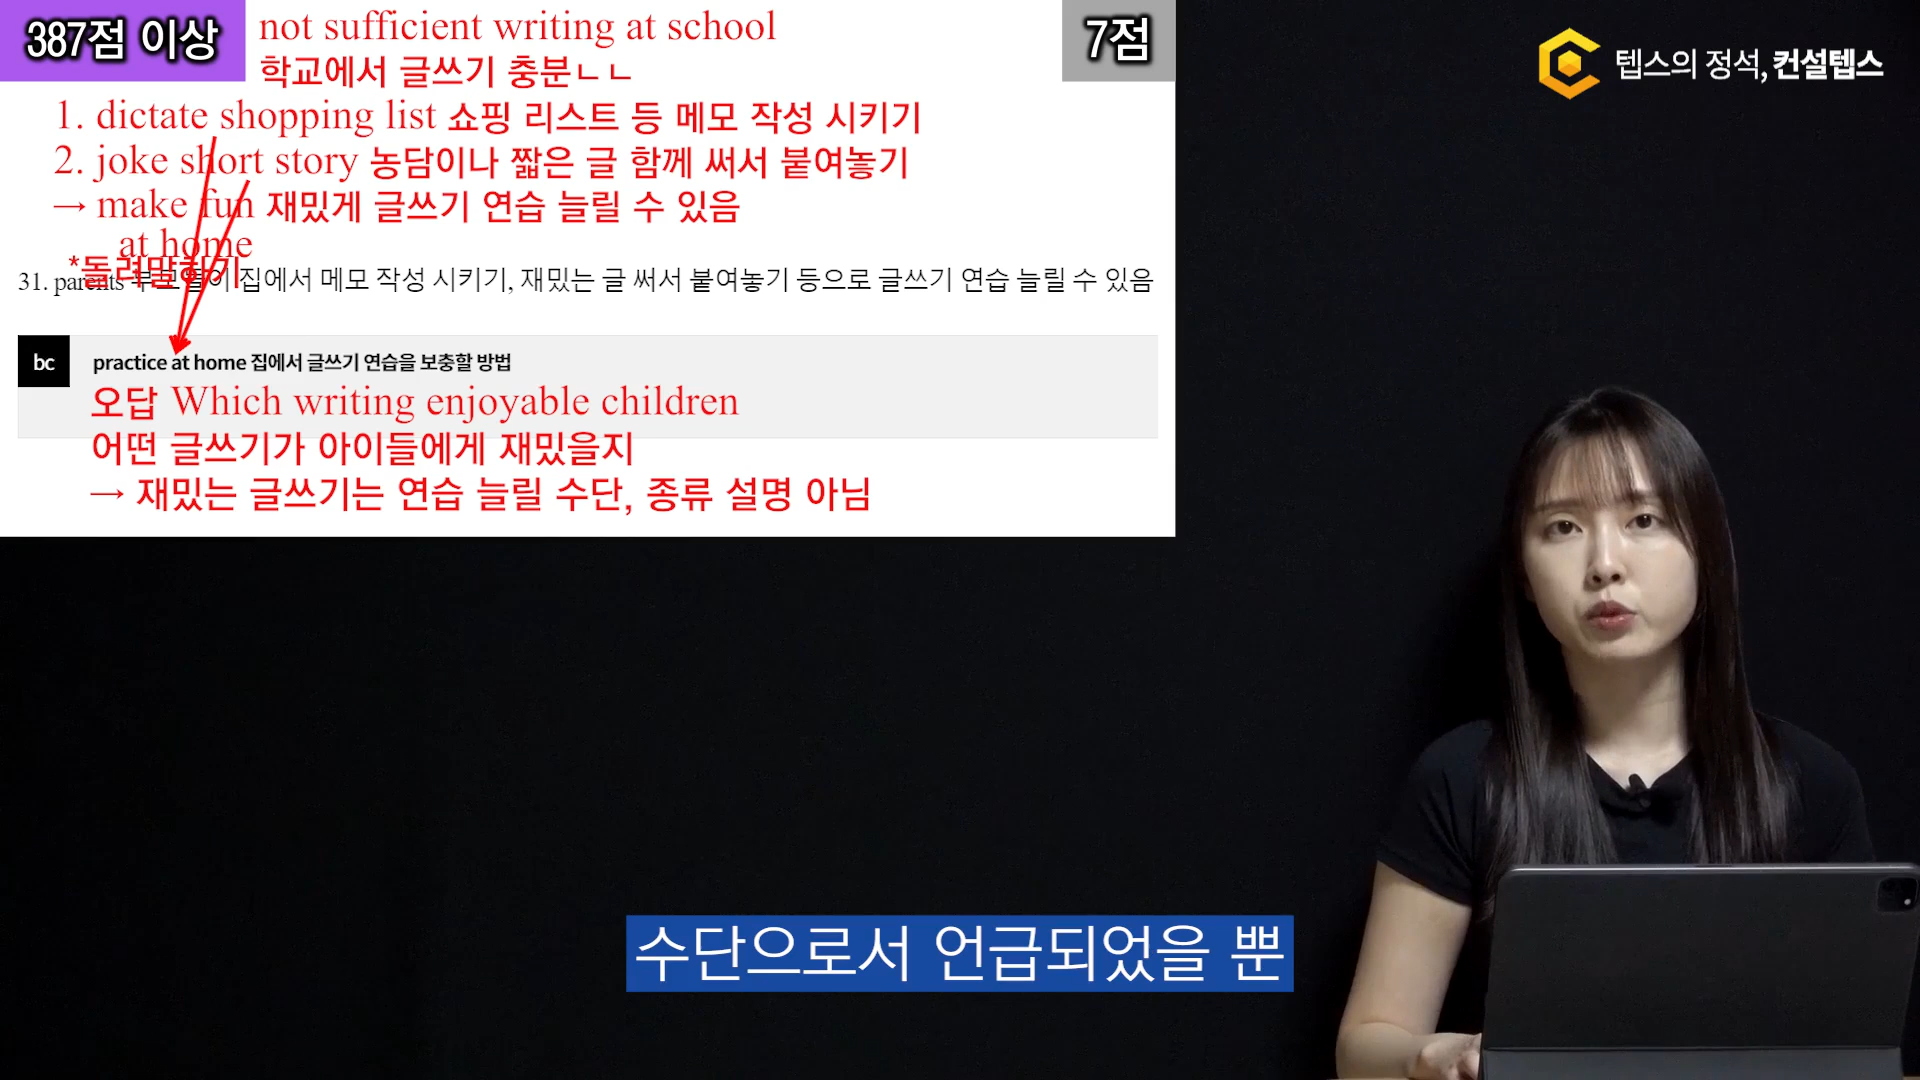 387점 이상
not sufficient writing at school
7점
텝스의 정석, 컨설텝스
학교에서 글쓰기 충분ㄴㄴ
1. dictate shopping list 쇼핑 리스트 등 메모 작성 시키기
2. joke short story 농담이나 짧은 글 함께 써서 붙여놓기
→ make fun 재밌게 글쓰기 연습 늘릴 수 있음
at home
*돌려말하기
31. parents 부모들이 집에서 메모 작성 시키기, 재밌는 글 써서 붙여놓기 등으로 글쓰기 연습 늘릴 수 있음
bc
practice at home 집에서 글쓰기 연습을 보충할 방법
오답 Which writing enjoyable children
어떤 글쓰기가 아이들에게 재밌을지
→ 재밌는 글쓰기는 연습 늘릴 수단, 종류 설명 아님
수단으로서 언급되었을 뿐